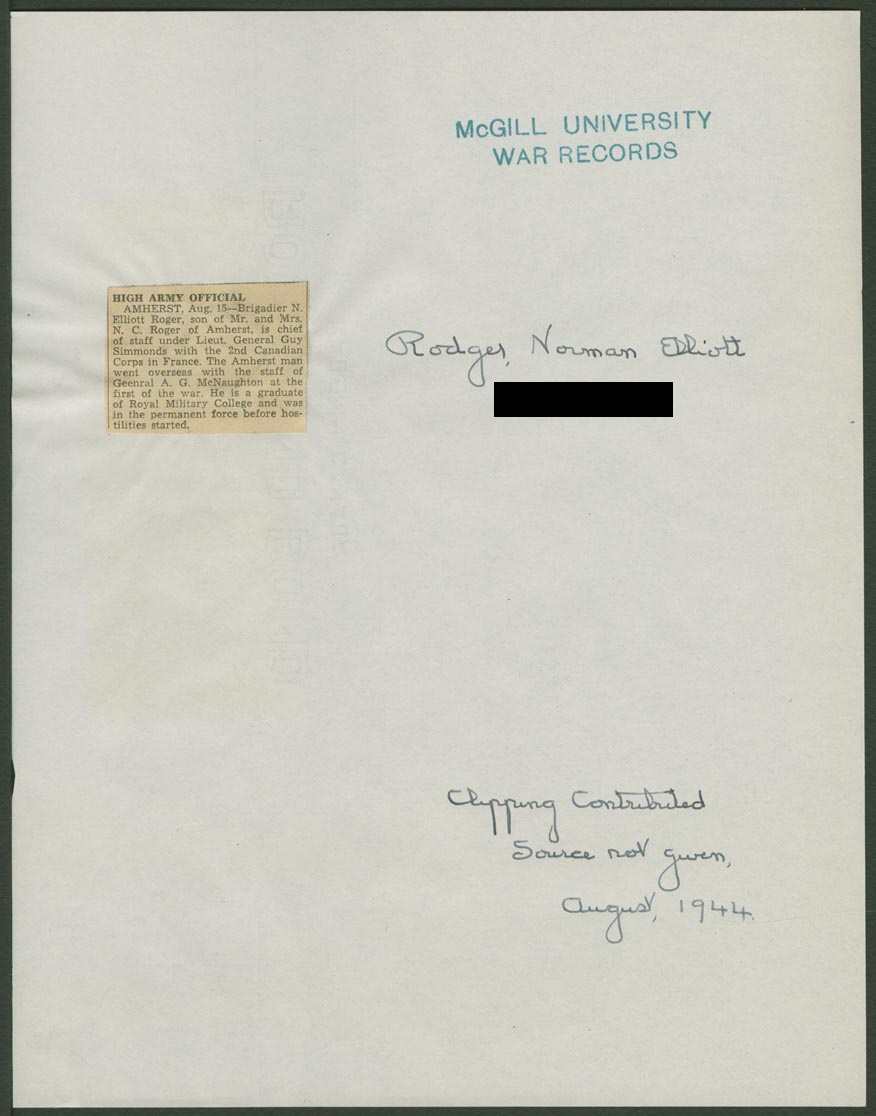 McGILL UNIVERSITY
WAR RECORDS
HIGH ARMY OFFICIAL
AMHERST, Aug. 15—Brigadier N.
Elliott Roger, son of Mr. and Mrs.
N. C. Roger of Amherst, is chief
of staff under Lieut. General Guy
Simmonds with the 2nd Canadian
Corps in France. The Amherst man
went overseas with the staff of
Geenral A. G. McNaughton at the
first of the war. He is a graduate
of Royal Military College and was
in the permanent force before hos-
tilities started.
Rodger, Norman Elliott
Clipping Contributed
Source not given,
August, 1944.